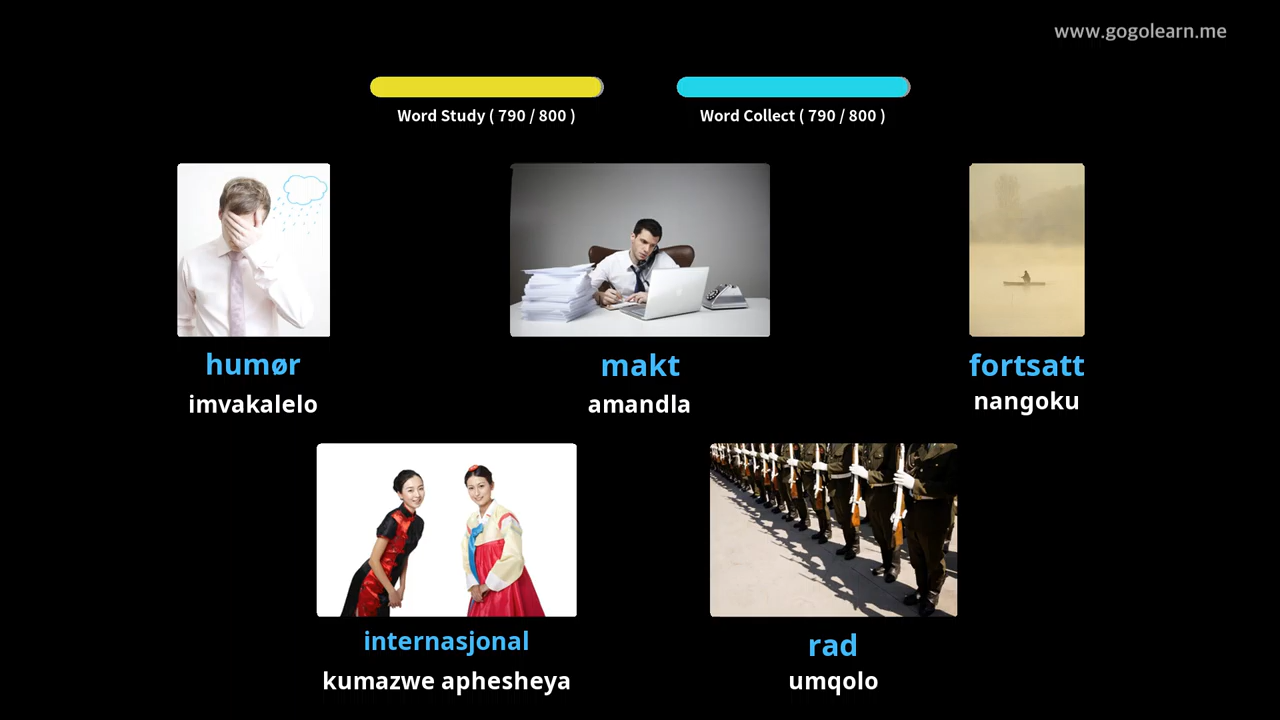 www.gogolearn.me
Word Study ( 790 / 800 )
Word Collect ( 790 / 800 )
humør
imvakalelo
makt
amandla
fortsatt
nangoku
internasjonal
kumazwe aphesheya
rad
umqolo